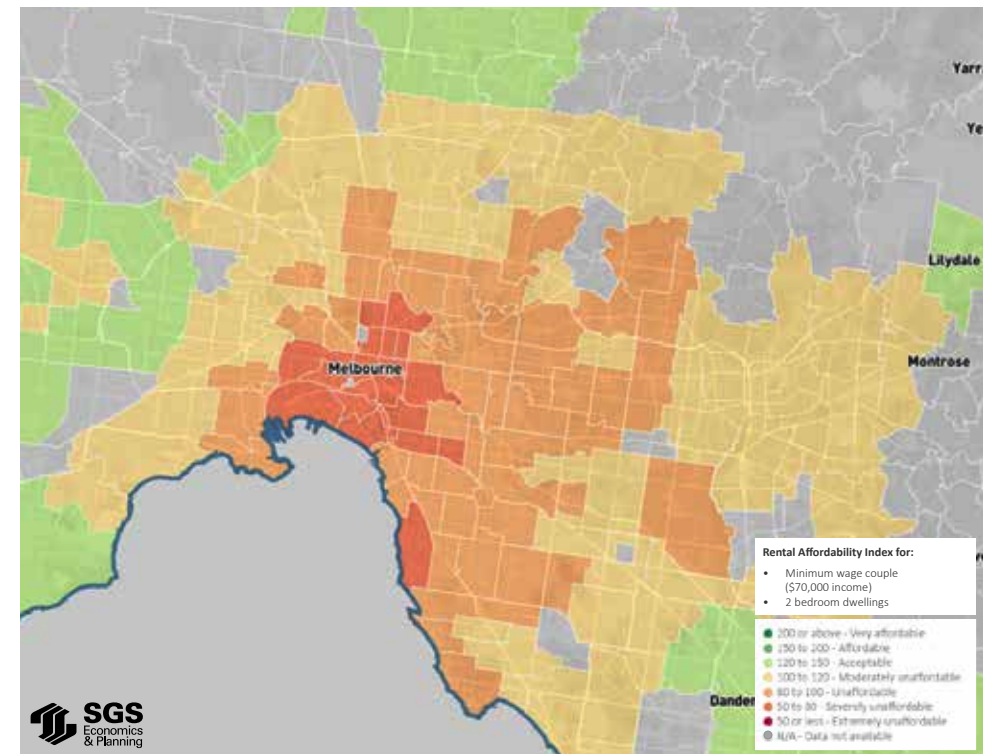 Yarr
Ye
Lilydale
Montrose
Melbourne
Rental Affordability Index for:
• Minimum wage couple
($70,000 income)
• 2 bedroom dwellings
200 or above - Very affordable
150 to 200 - Affordable
120 to 150 - Acceptable
100 to 120 - Moderately unaffordable
80 to 100 - Unaffordable
50 to 80 - Severely unaffordable
50 or less - Extremely unaffordable
N/A - Data not available
Danden
SGS
Economics
& Planning